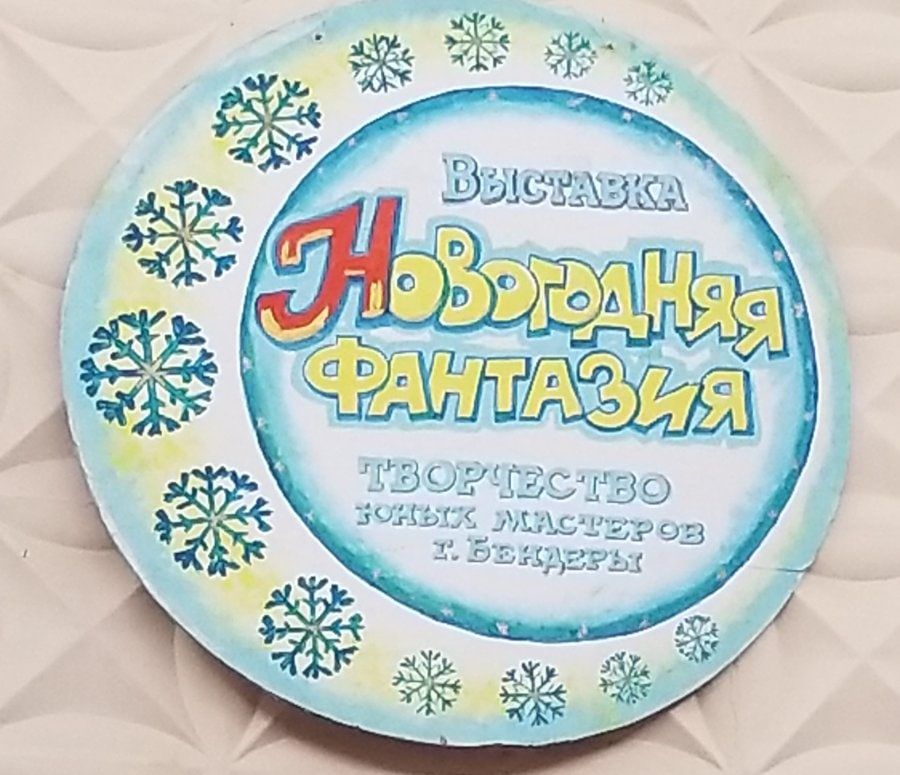 Выставка
Новогодняя
фантазия
творчество
юных мастеров
г. Бендеры